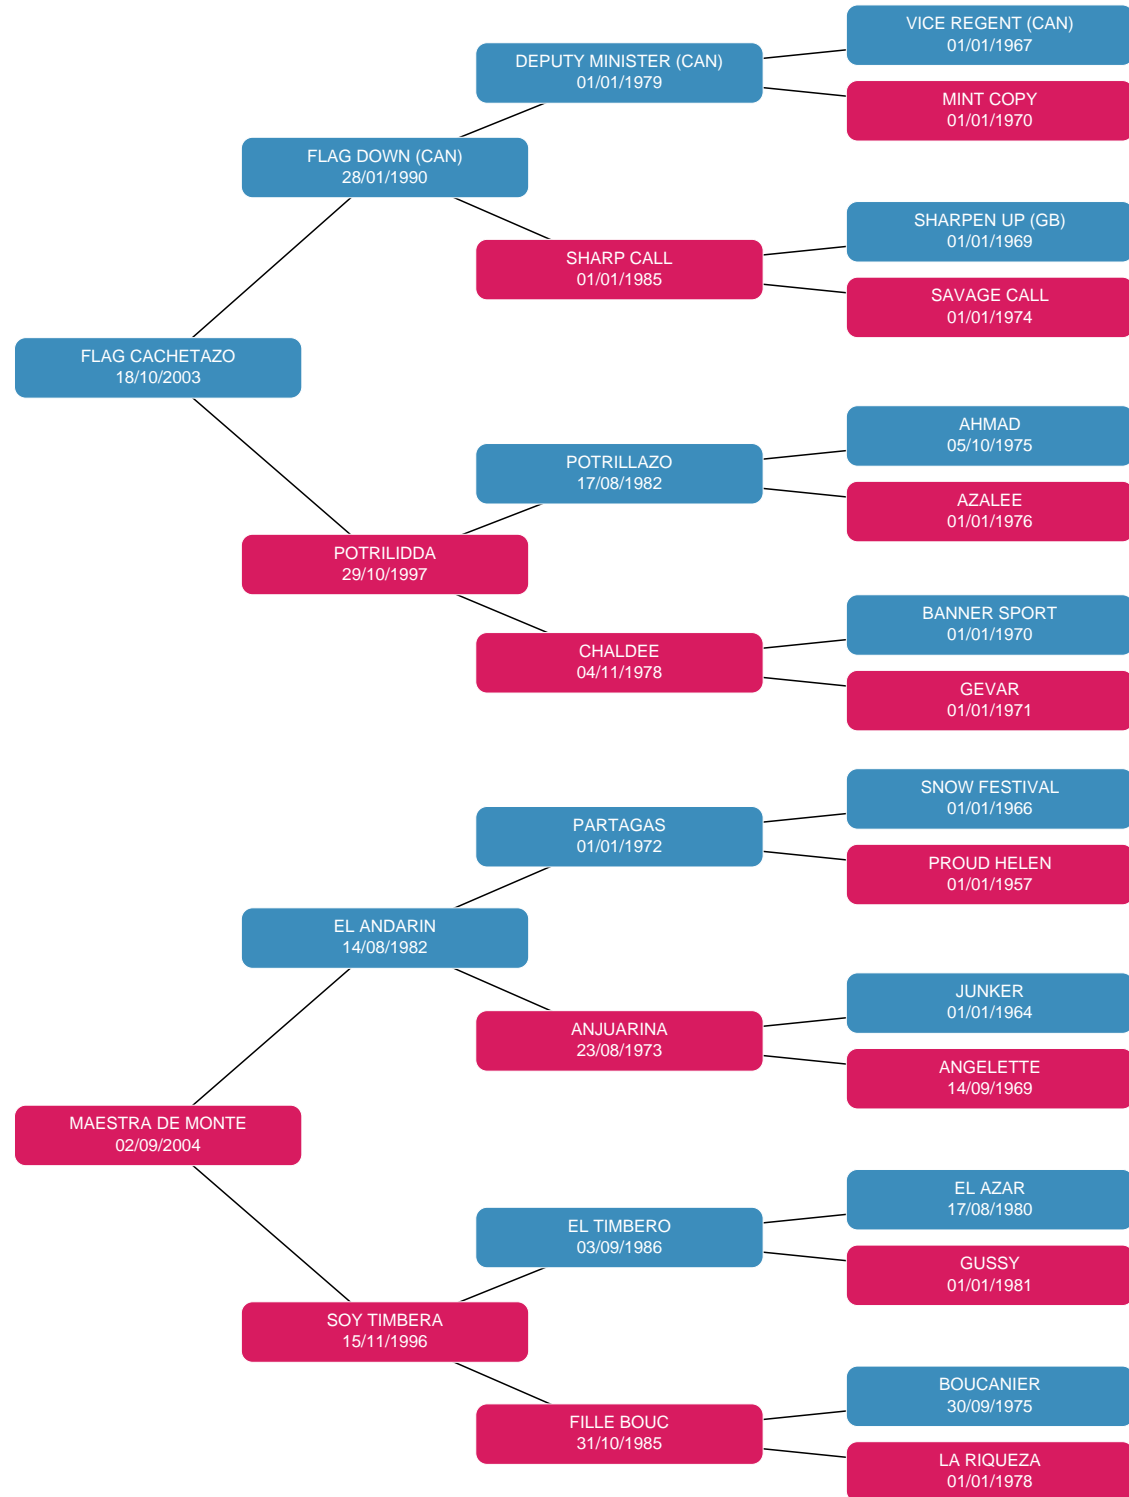 VICE REGENT (CAN)
01/01/1967
DEPUTY MINISTER (CAN)
01/01/1979
MINT COPY
01/01/1970
FLAG DOWN (CAN)
28/01/1990
SHARPEN UP (GB)
01/01/1969
SHARP CALL
01/01/1985
SAVAGE CALL
01/01/1974
FLAG CACHETAZO
18/10/2003
AHMAD
05/10/1975
POTRILLAZO
17/08/1982
AZALEE
01/01/1976
POTRILIDDA
29/10/1997
BANNER SPORT
01/01/1970
CHALDEE
04/11/1978
GEVAR
01/01/1971
SNOW FESTIVAL
01/01/1966
PARTAGAS
01/01/1972
PROUD HELEN
01/01/1957
EL ANDARIN
14/08/1982
JUNKER
01/01/1964
ANJUARINA
23/08/1973
ANGELETTE
14/09/1969
MAESTRA DE MONTE
02/09/2004
EL AZAR
17/08/1980
EL TIMBERO
03/09/1986
GUSSY
01/01/1981
SOY TIMBERA
15/11/1996
BOUCANIER
30/09/1975
FILLE BOUC
31/10/1985
LA RIQUEZA
01/01/1978